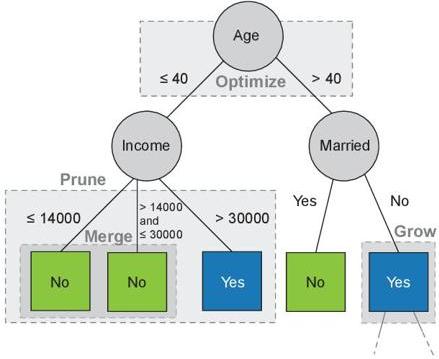 Age
≤ 40
Optimize
> 40
Income
Married
Prune
Yes
No
≤ 14000
Merge
> 14000
and
≤ 30000
> 30000
Grow
No
No
Yes
No
Yes